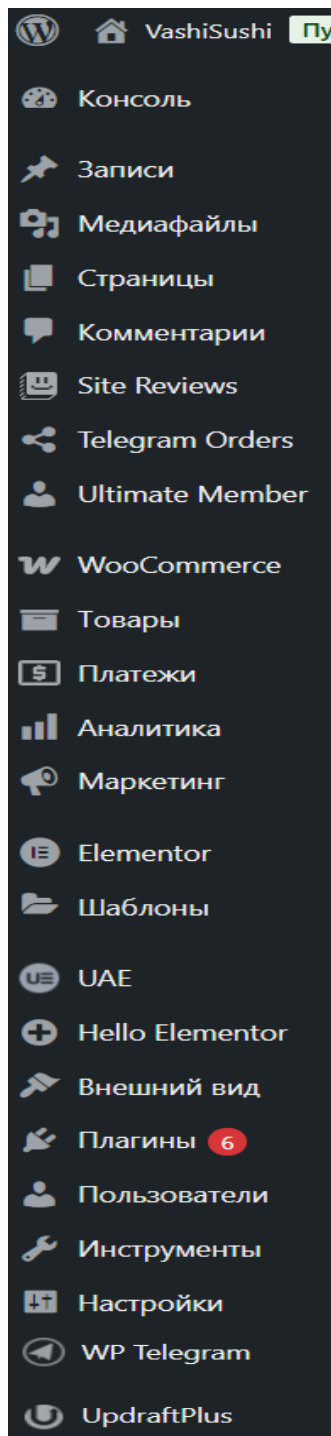 VashiSushi Пу
Консоль
Записи
Медиафайлы
Страницы
Комментарии
Site Reviews
Telegram Orders
Ultimate Member
WooCommerce
Товары
Платежи
Аналитика
Маркетинг
Elementor
Шаблоны
UAE
Hello Elementor
Внешний вид
Плагины 6
Пользователи
Инструменты
Настройки
WP Telegram
UpdraftPlus